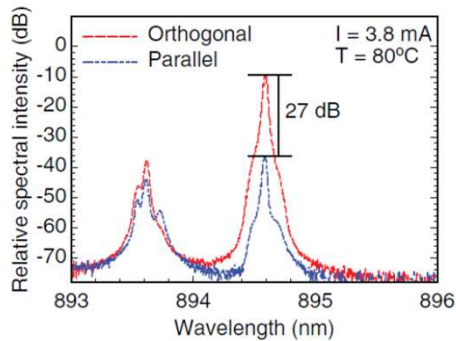 Relative spectral intensity (dB)
0
-10
-20
-30
-40
-50
-60
-70
Orthogonal
Parallel
I = 3.8 mA
T = 80ºC
27 dB
893
894
895
896
Wavelength (nm)